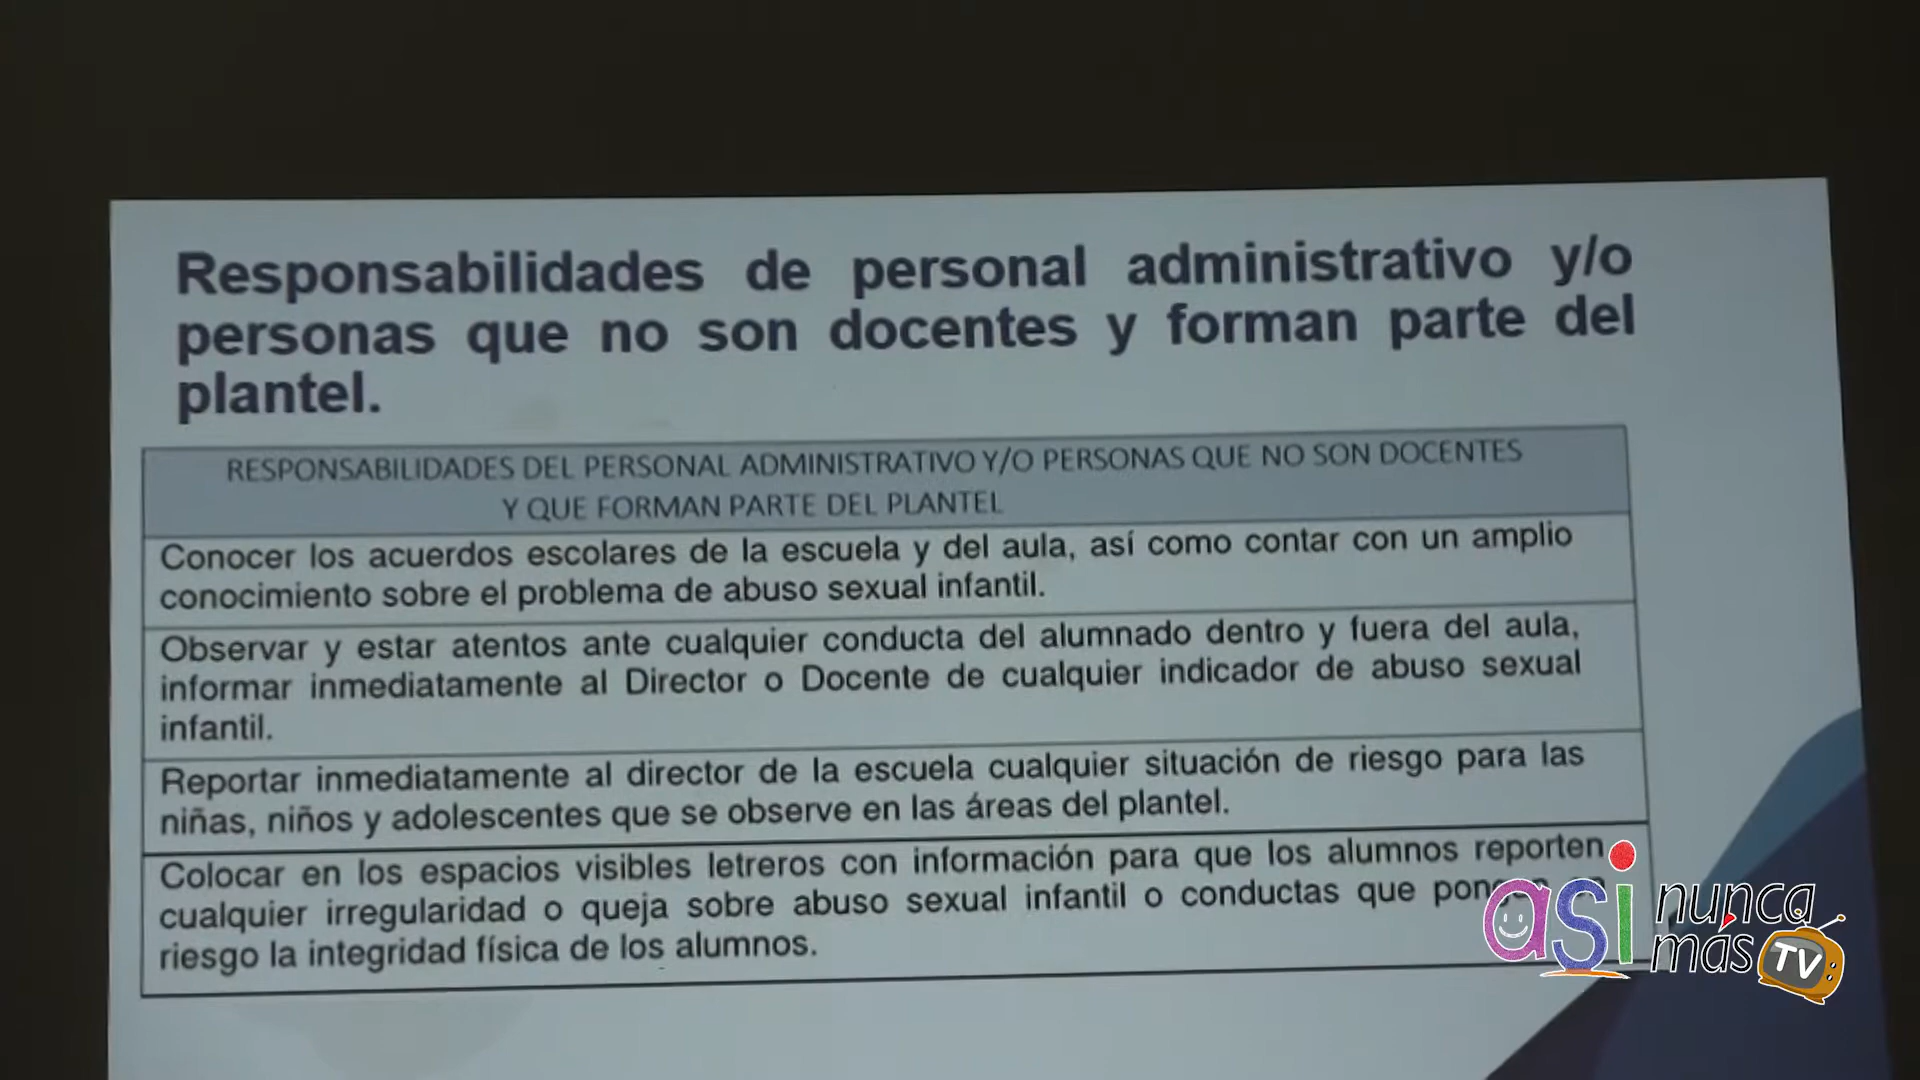 Responsabilidades de personal administrativo y/o
personas que no son docentes y forman parte del
plantel.
RESPONSABILIDADES DEL PERSONAL ADMINISTRATIVO Y/O PERSONAS QUE NO SON DOCENTES
Y QUE FORMAN PARTE DEL PLANTEL
Conocer los acuerdos escolares de la escuela y del aula, así como contar con un amplio
conocimiento sobre el problema de abuso sexual infantil.
Observar y estar atentos ante cualquier conducta del alumnado dentro y fuera del aula,
informar inmediatamente al Director o Docente de cualquier indicador de abuso sexual
infantil.
Reportar inmediatamente al director de la escuela cualquier situación de riesgo para las
niñas, niños y adolescentes que se observe en las áreas del plantel.
Colocar en los espacios visibles letreros con información para que los alumnos reporten
cualquier irregularidad o queja sobre abuso sexual infantil o conductas que
riesgo la integridad física de los alumnos.
asi nunca
más TV